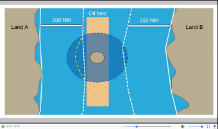 Oil field
200 NM
200 NM
Land A
Land B